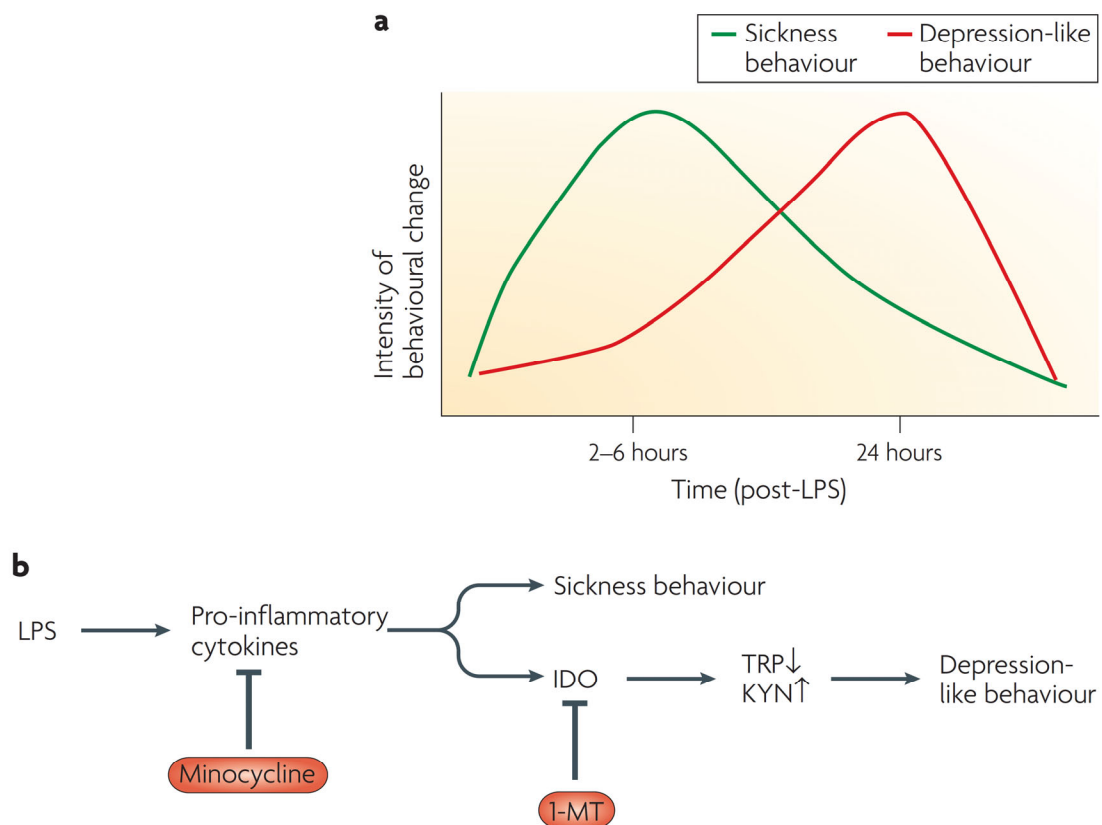 a
Sickness
behaviour
Depression-like
behaviour
Intensity of
behavioural change
2–6 hours
24 hours
Time (post-LPS)
b
LPS
Pro-inflammatory
cytokines
Sickness behaviour
IDO
TRP↓
KYN↑
Depression-
like behaviour
Minocycline
1-MT